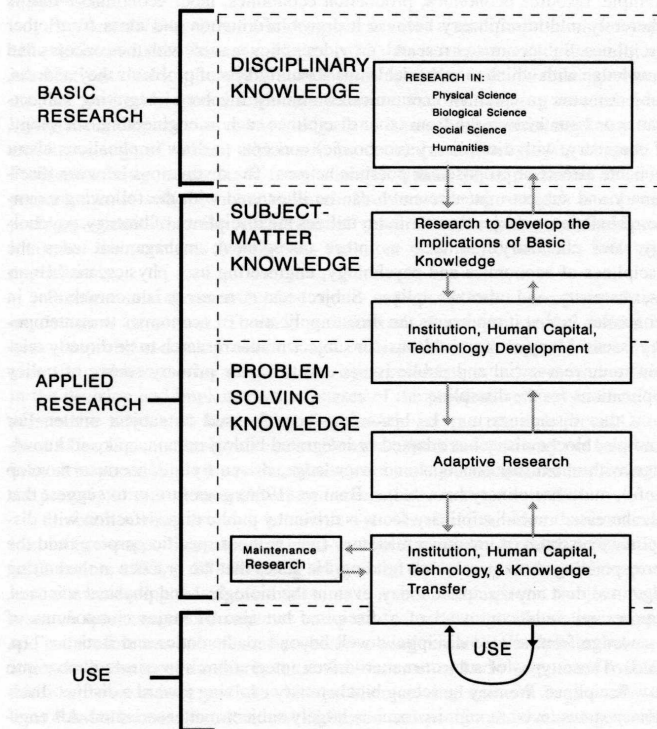 DISCIPLINARY
KNOWLEDGE
RESEARCH IN:
Physical Science
Biological Science
Social Science
Humanities
BASIC
RESEARCH
SUBJECT-
MATTER
KNOWLEDGE
Research to Develop the
Implications of Basic
Knowledge
Institution, Human Capital,
Technology Development
APPLIED
RESEARCH
PROBLEM-
SOLVING
KNOWLEDGE
Adaptive Research
Maintenance
Research
Institution, Human Capital,
Technology, & Knowledge
Transfer
USE
USE